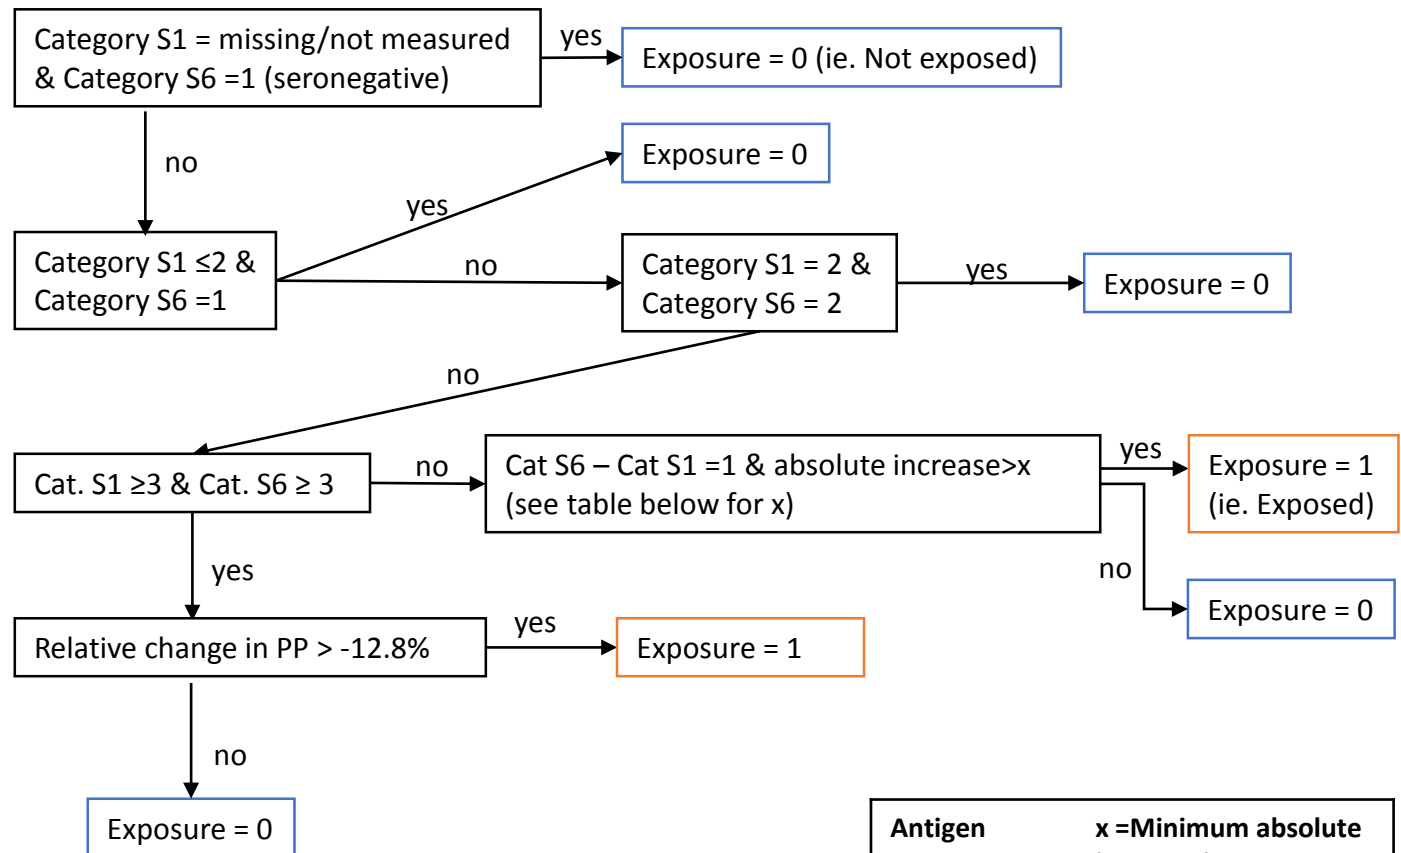 Category S1 = missing/not measured
& Category S6 =1 (seronegative)
yes
Exposure = 0 (ie. Not exposed)
no
Exposure = 0
yes
Category S1 ≤2 &
Category S6 =1
no
Category S1 = 2 &
Category S6 = 2
yes
Exposure = 0
no
Cat. S1 ≥3 & Cat. S6 ≥ 3
no
Cat S6 – Cat S1 =1 & absolute increase>x
(see table below for x)
yes
Exposure = 1
(ie. Exposed)
no
Exposure = 0
yes
Relative change in PP > -12.8%
yes
Exposure = 1
no
Exposure = 0
Antigen x =Minimum absolute